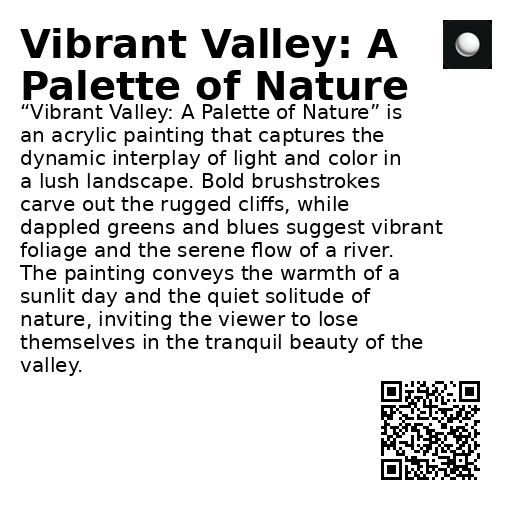 Vibrant Valley: A
Palette of Nature
“Vibrant Valley: A Palette of Nature” is
an acrylic painting that captures the
dynamic interplay of light and color in
a lush landscape. Bold brushstrokes
carve out the rugged cliffs, while
dappled greens and blues suggest vibrant
foliage and the serene flow of a river.
The painting conveys the warmth of a
sunlit day and the quiet solitude of
nature, inviting the viewer to lose
themselves in the tranquil beauty of the
valley.